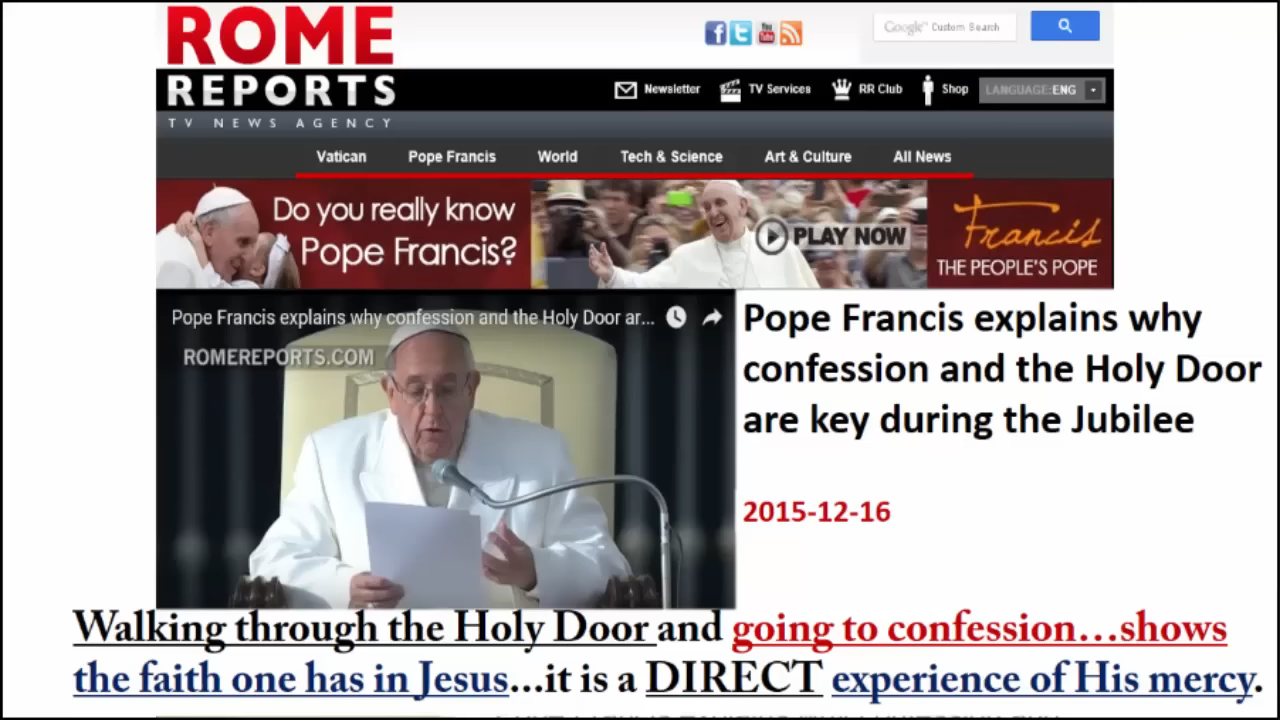 ROME
REPORTS
TV NEWS AGENCY
Google™ Custom Search
Newsletter TV Services RR Club Shop LANGUAGE:ENG
Vatican Pope Francis World Tech & Science Art & Culture All News
Do you really know
Pope Francis?
PLAY NOW
Francis
THE PEOPLE'S POPE
Pope Francis explains why confession and the Holy Door ar...
ROMEREPORTS.COM
Pope Francis explains why
confession and the Holy Door
are key during the Jubilee
2015-12-16
Walking through the Holy Door and going to confession…shows
the faith one has in Jesus…it is a DIRECT experience of His mercy.